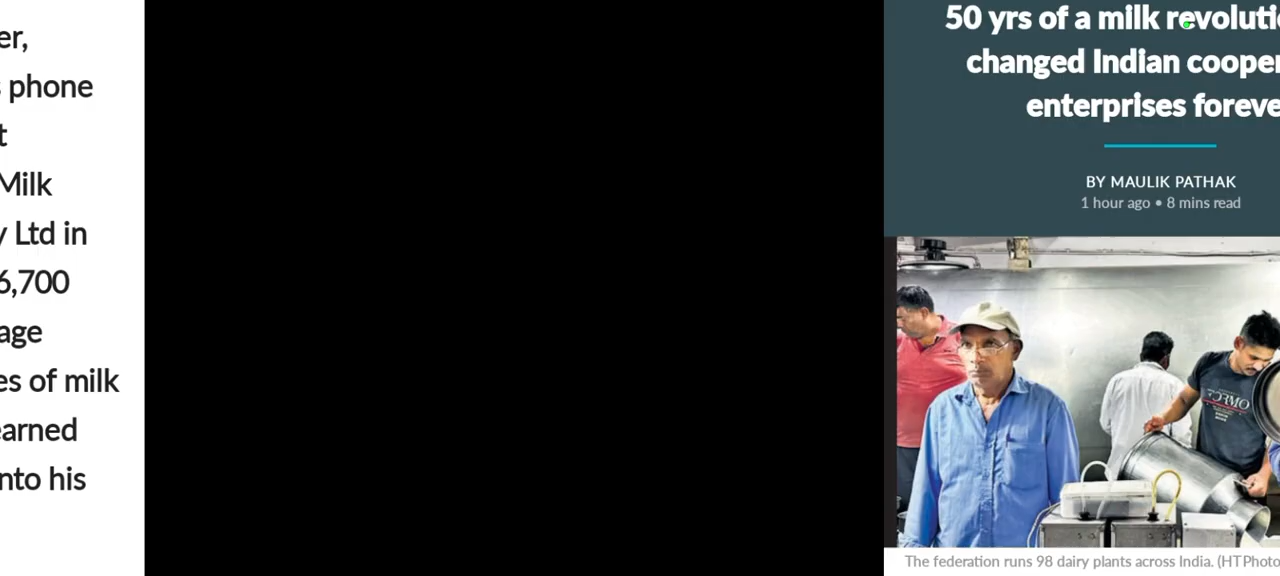 er,
phone
t
Milk
y Ltd in
6,700
age
es of milk
earned
nto his
50 yrs of a milk revoluti
changed Indian cooper
enterprises foreve
BY MAULIK PATHAK
1 hour ago • 8 mins read
The federation runs 98 dairy plants across India. (HT Photo